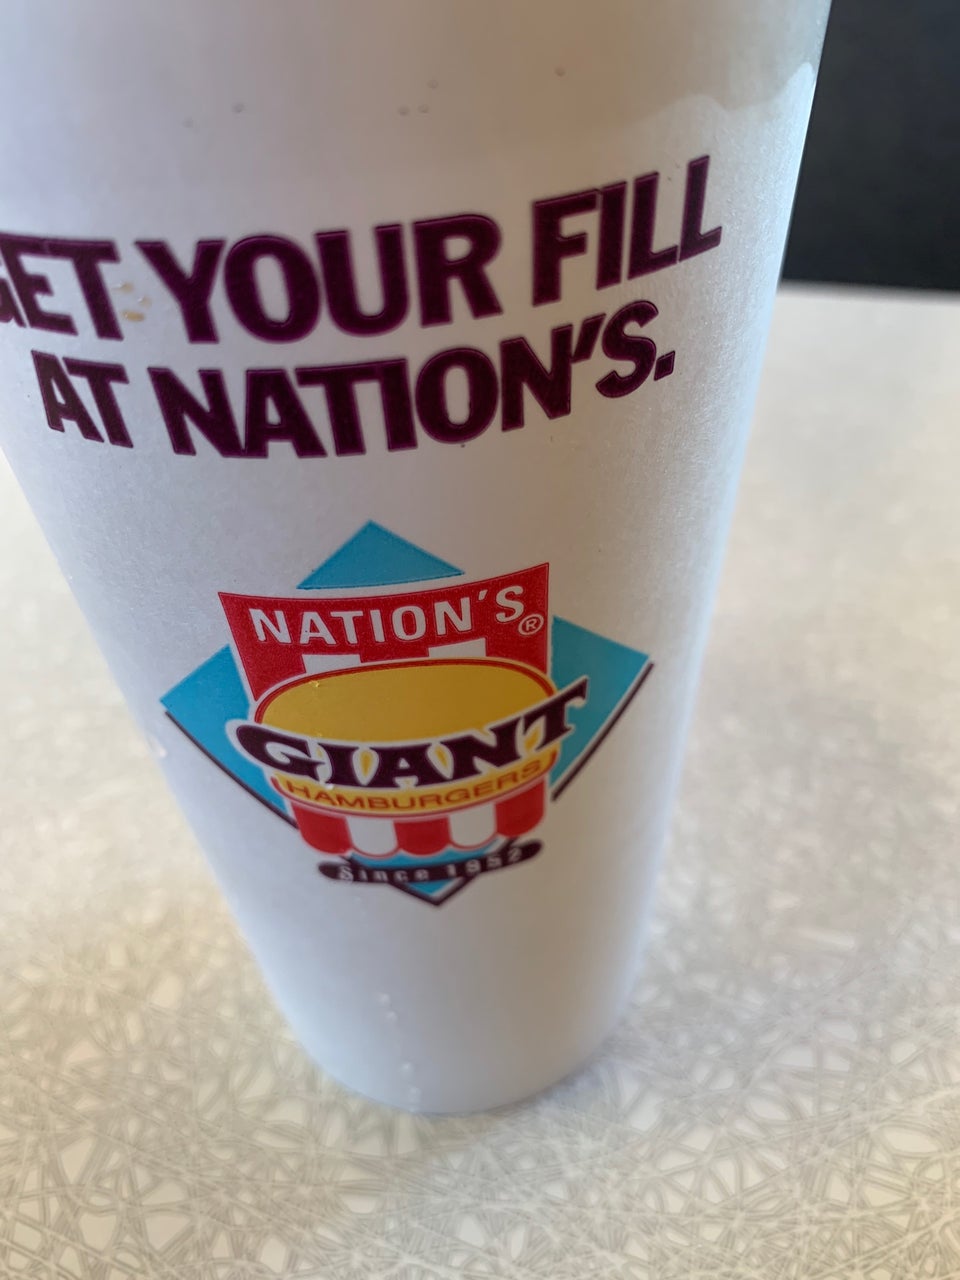 GET YOUR FILL
AT NATION'S.
NATION'S®
GIANT
HAMBURGERS
Since 1952